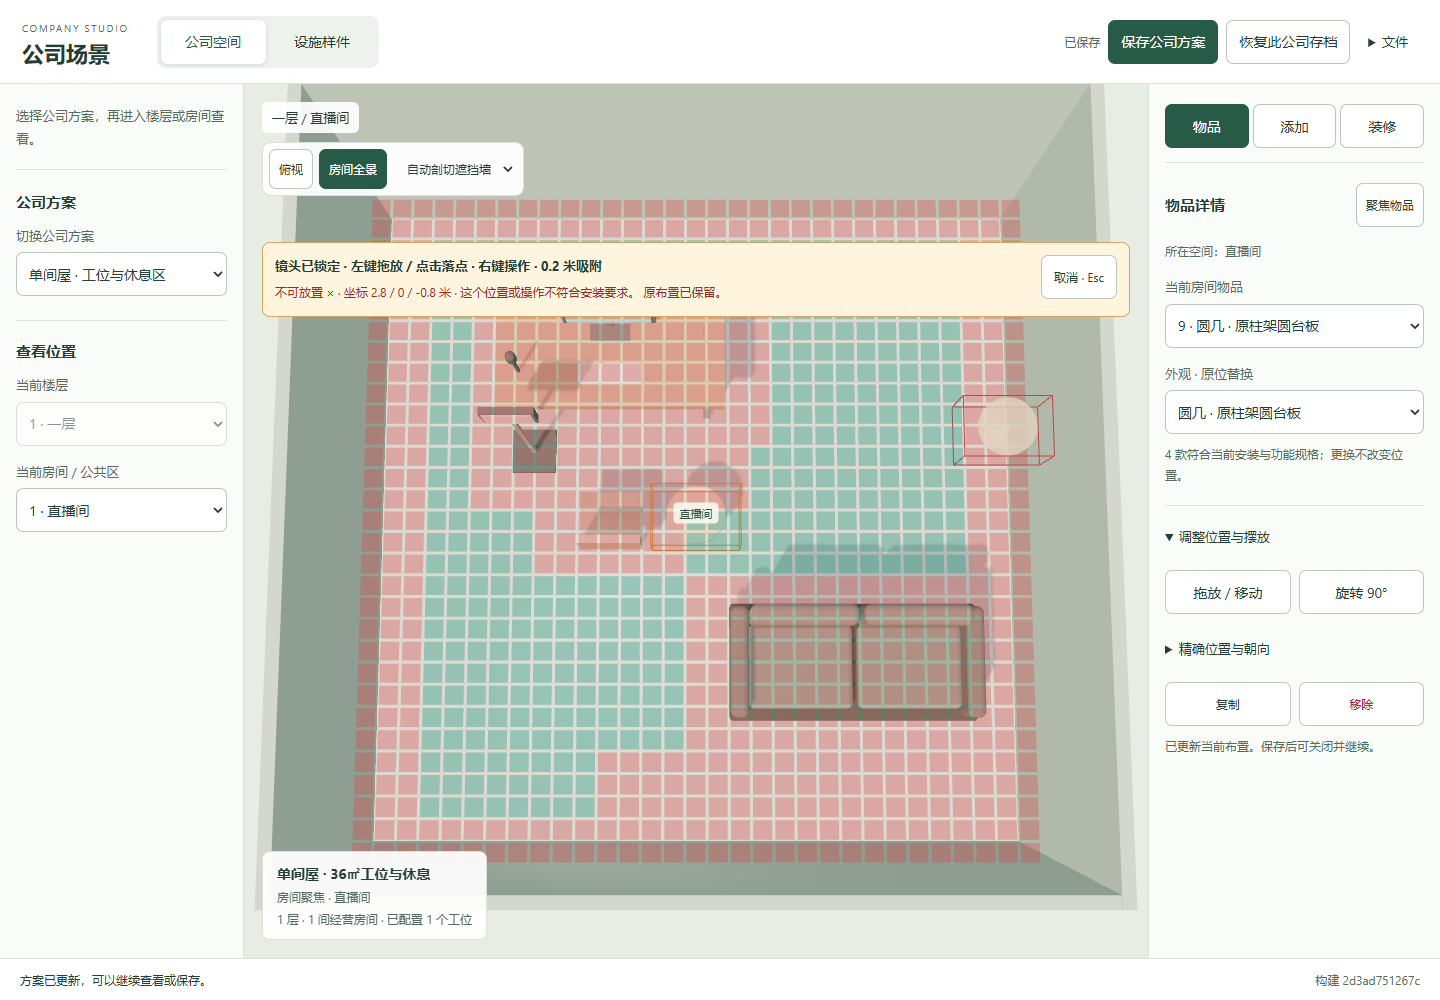 COMPANY STUDIO
公司场景
公司空间
设施样件
已保存
保存公司方案
恢复此公司存档
▶ 文件
选择公司方案，再进入楼层或房间查
看。
公司方案
切换公司方案
单间屋 · 工位与休息区
查看位置
当前楼层
1 · 一层
当前房间 / 公共区
1 · 直播间
一层 / 直播间
俯视
房间全景
自动剖切遮挡墙
镜头已锁定 · 左键拖放 / 点击落点 · 右键操作 · 0.2 米吸附
不可放置 × · 坐标 2.8 / 0 / -0.8 米 · 这个位置或操作不符合安装要求。 原布置已保留。
取消 · Esc
直播间
单间屋 · 36㎡工位与休息
房间聚焦 · 直播间
1 层 · 1 间经营房间 · 已配置 1 个工位
物品
添加
装修
物品详情
聚焦物品
所在空间：直播间
当前房间物品
9 · 圆几 · 原柱架圆台板
外观 · 原位替换
圆几 · 原柱架圆台板
4 款符合当前安装与功能规格；更换不改变位
置。
▼ 调整位置与摆放
拖放 / 移动
旋转 90°
▶ 精确位置与朝向
复制
移除
已更新当前布置。保存后可关闭并继续。
方案已更新，可以继续查看或保存。
构建 2d3ad751267c